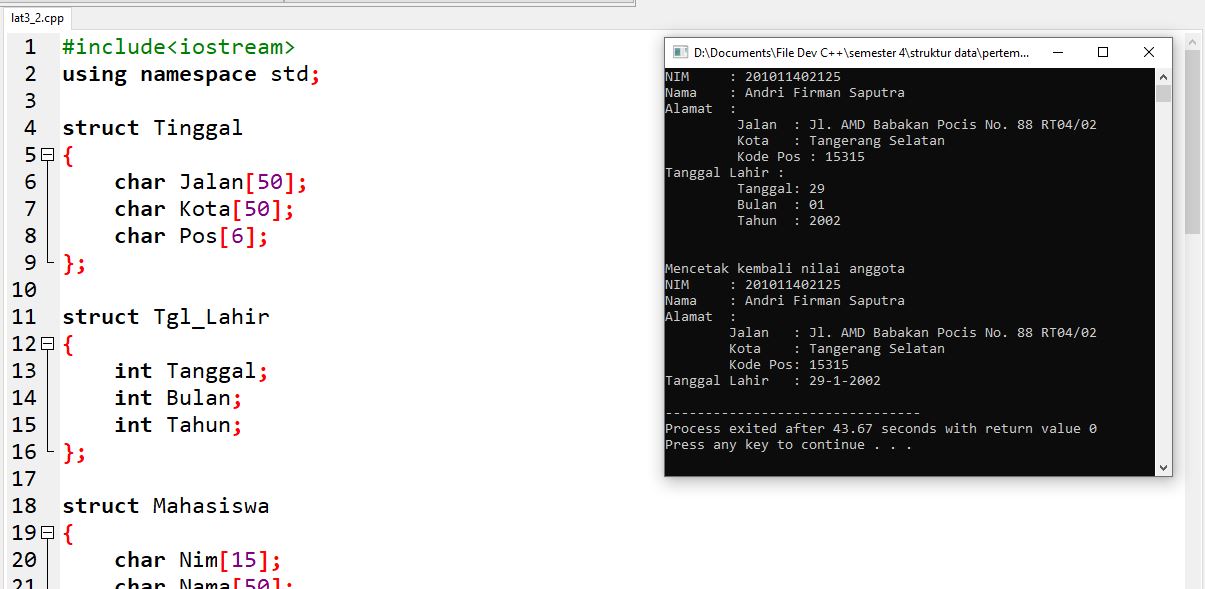 lat3_2.cpp
1 #include<iostream>
2 using namespace std;
3
4 struct Tinggal
5 {
6 char Jalan[50];
7 char Kota[50];
8 char Pos[6];
9 };
10
11 struct Tgl_Lahir
12 {
13 int Tanggal;
14 int Bulan;
15 int Tahun;
16 };
17
18 struct Mahasiswa
19 {
20 char Nim[15];
21 char Nama[50];
D:\Documents\File Dev C++\semester 4\struktur data\pertem...
NIM : 201011402125
Nama : Andri Firman Saputra
Alamat :
Jalan : Jl. AMD Babakan Pocis No. 88 RT04/02
Kota : Tangerang Selatan
Kode Pos : 15315
Tanggal Lahir :
Tanggal: 29
Bulan : 01
Tahun : 2002
Mencetak kembali nilai anggota
NIM : 201011402125
Nama : Andri Firman Saputra
Alamat :
Jalan : Jl. AMD Babakan Pocis No. 88 RT04/02
Kota : Tangerang Selatan
Kode Pos: 15315
Tanggal Lahir : 29-1-2002
--------------------------------
Process exited after 43.67 seconds with return value 0
Press any key to continue . . .